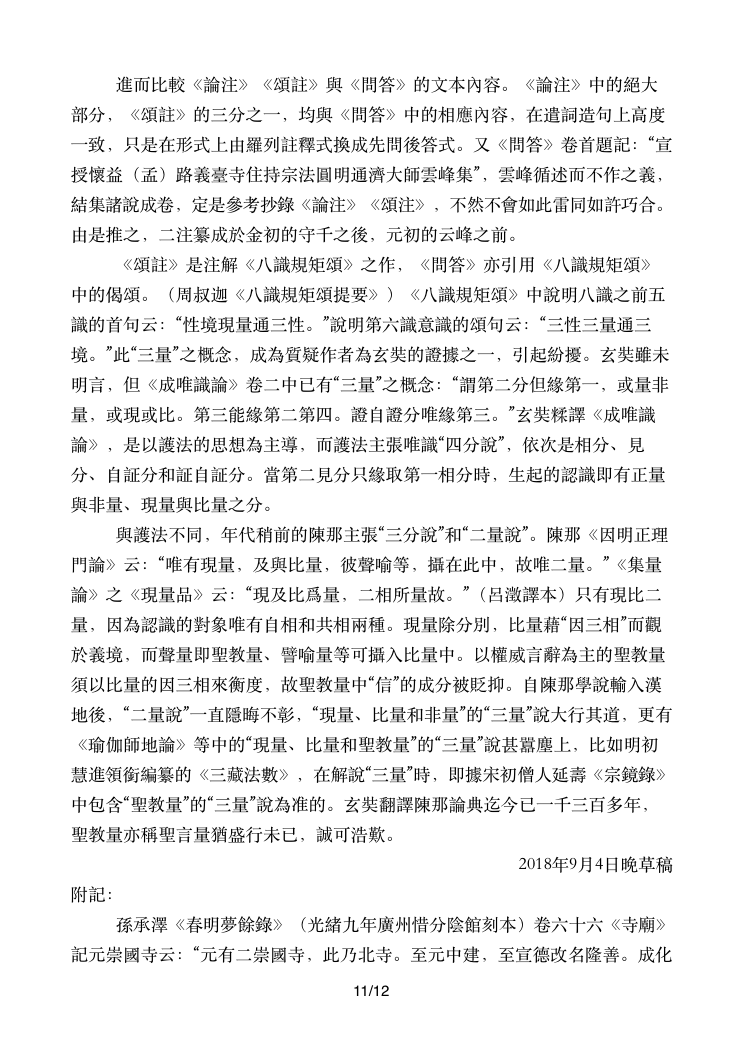 進而比較《論注》《頌註》與《問答》的文本內容。《論注》中的絕大
部分，《頌註》的三分之一，均與《問答》中的相應內容，在遣詞造句上高度
一致，只是在形式上由羅列註釋式換成先問後答式。又《問答》卷首題記：“宣
授懷益（孟）路義臺寺住持宗法圓明通濟大師雲峰集”，雲峰循述而不作之義，
結集諸說成卷，定是參考抄錄《論注》《頌注》，不然不會如此雷同如許巧合。
由是推之，二注纂成於金初的守千之後，元初的云峰之前。
《頌註》是注解《八識規矩頌》之作，《問答》亦引用《八識規矩頌》
中的偈頌。（周叔迦《八識規矩頌提要》）《八識規矩頌》中說明八識之前五
識的首句云：“性境現量通三性。”說明第六識意識的頌句云：“三性三量通三
境。”此“三量”之概念，成為質疑作者為玄奘的證據之一，引起紛擾。玄奘雖未
明言，但《成唯識論》卷二中已有“三量”之概念：“謂第二分但緣第一，或量非
量，或現或比。第三能緣第二第四。證自證分唯緣第三。”玄奘糅譯《成唯識
論》，是以護法的思想為主導，而護法主張唯識“四分說”，依次是相分、見
分、自証分和証自証分。當第二見分只緣取第一相分時，生起的認識即有正量
與非量、現量與比量之分。
與護法不同，年代稍前的陳那主張“三分說”和“二量說”。陳那《因明正理
門論》云：“唯有現量，及與比量，彼聲喻等，攝在此中，故唯二量。”《集量
論》之《現量品》云：“現及比爲量，二相所量故。”（呂澂譯本）只有現比二
量，因為認識的對象唯有自相和共相兩種。現量除分別，比量藉“因三相”而觀
於義境，而聲量即聖教量、譬喻量等可攝入比量中。以權威言辭為主的聖教量
須以比量的因三相來衡度，故聖教量中“信”的成分被貶抑。自陳那學說輸入漢
地後，“二量說”一直隱晦不彰，“現量、比量和非量”的“三量”說大行其道，更有
《瑜伽師地論》等中的“現量、比量和聖教量”的“三量”說甚囂塵上，比如明初
慧進領銜編纂的《三藏法數》，在解說“三量”時，即據宋初僧人延壽《宗鏡錄》
中包含“聖教量”的“三量”說為准的。玄奘翻譯陳那論典迄今已一千三百多年，
聖教量亦稱聖言量猶盛行未已，誠可浩歎。
2018年9月4日晚草稿
附記：
孫承澤《春明夢餘錄》（光緒九年廣州惜分陰館刻本）卷六十六《寺廟》
記元崇國寺云：“元有二崇國寺，此乃北寺。至元中建，至宣德改名隆善。成化
11/12